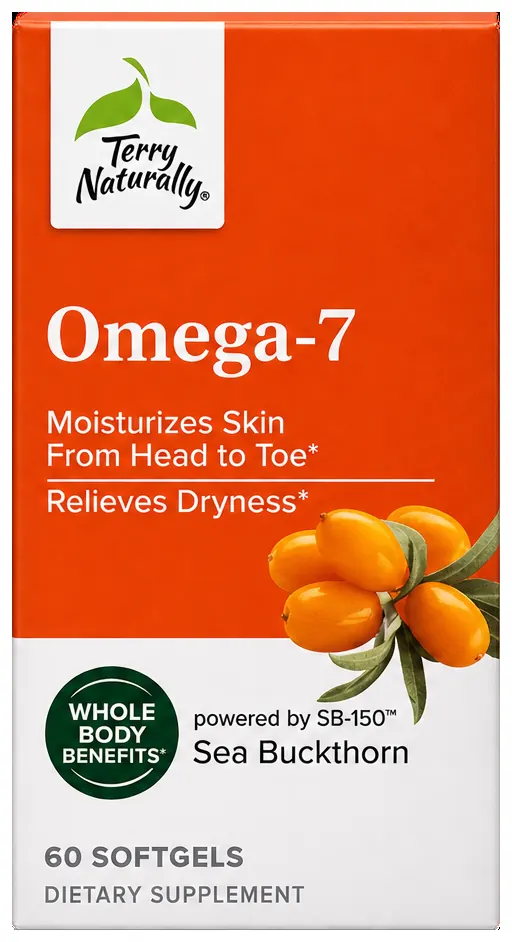 Terry
Naturally®
Omega-7
Moisturizes Skin
From Head to Toe*
Relieves Dryness*
WHOLE
BODY
BENEFITS*
powered by SB-150™
Sea Buckthorn
60 SOFTGELS
DIETARY SUPPLEMENT